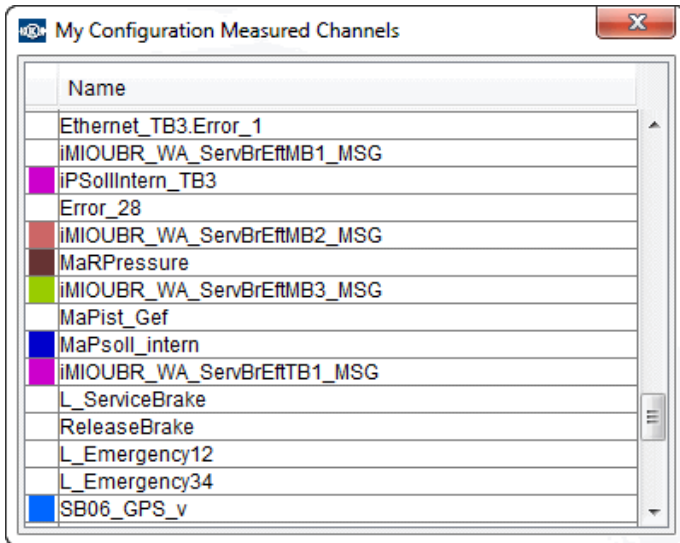 My Configuration Measured Channels
Name
Ethernet_TB3.Error_1
iMIOUBR_WA_ServBrEftMB1_MSG
iPSollIntern_TB3
Error_28
iMIOUBR_WA_ServBrEftMB2_MSG
MaRPressure
iMIOUBR_WA_ServBrEftMB3_MSG
MaPist_Gef
MaPsoll_intern
iMIOUBR_WA_ServBrEftTB1_MSG
L_ServiceBrake
ReleaseBrake
L_Emergency12
L_Emergency34
SB06_GPS_v